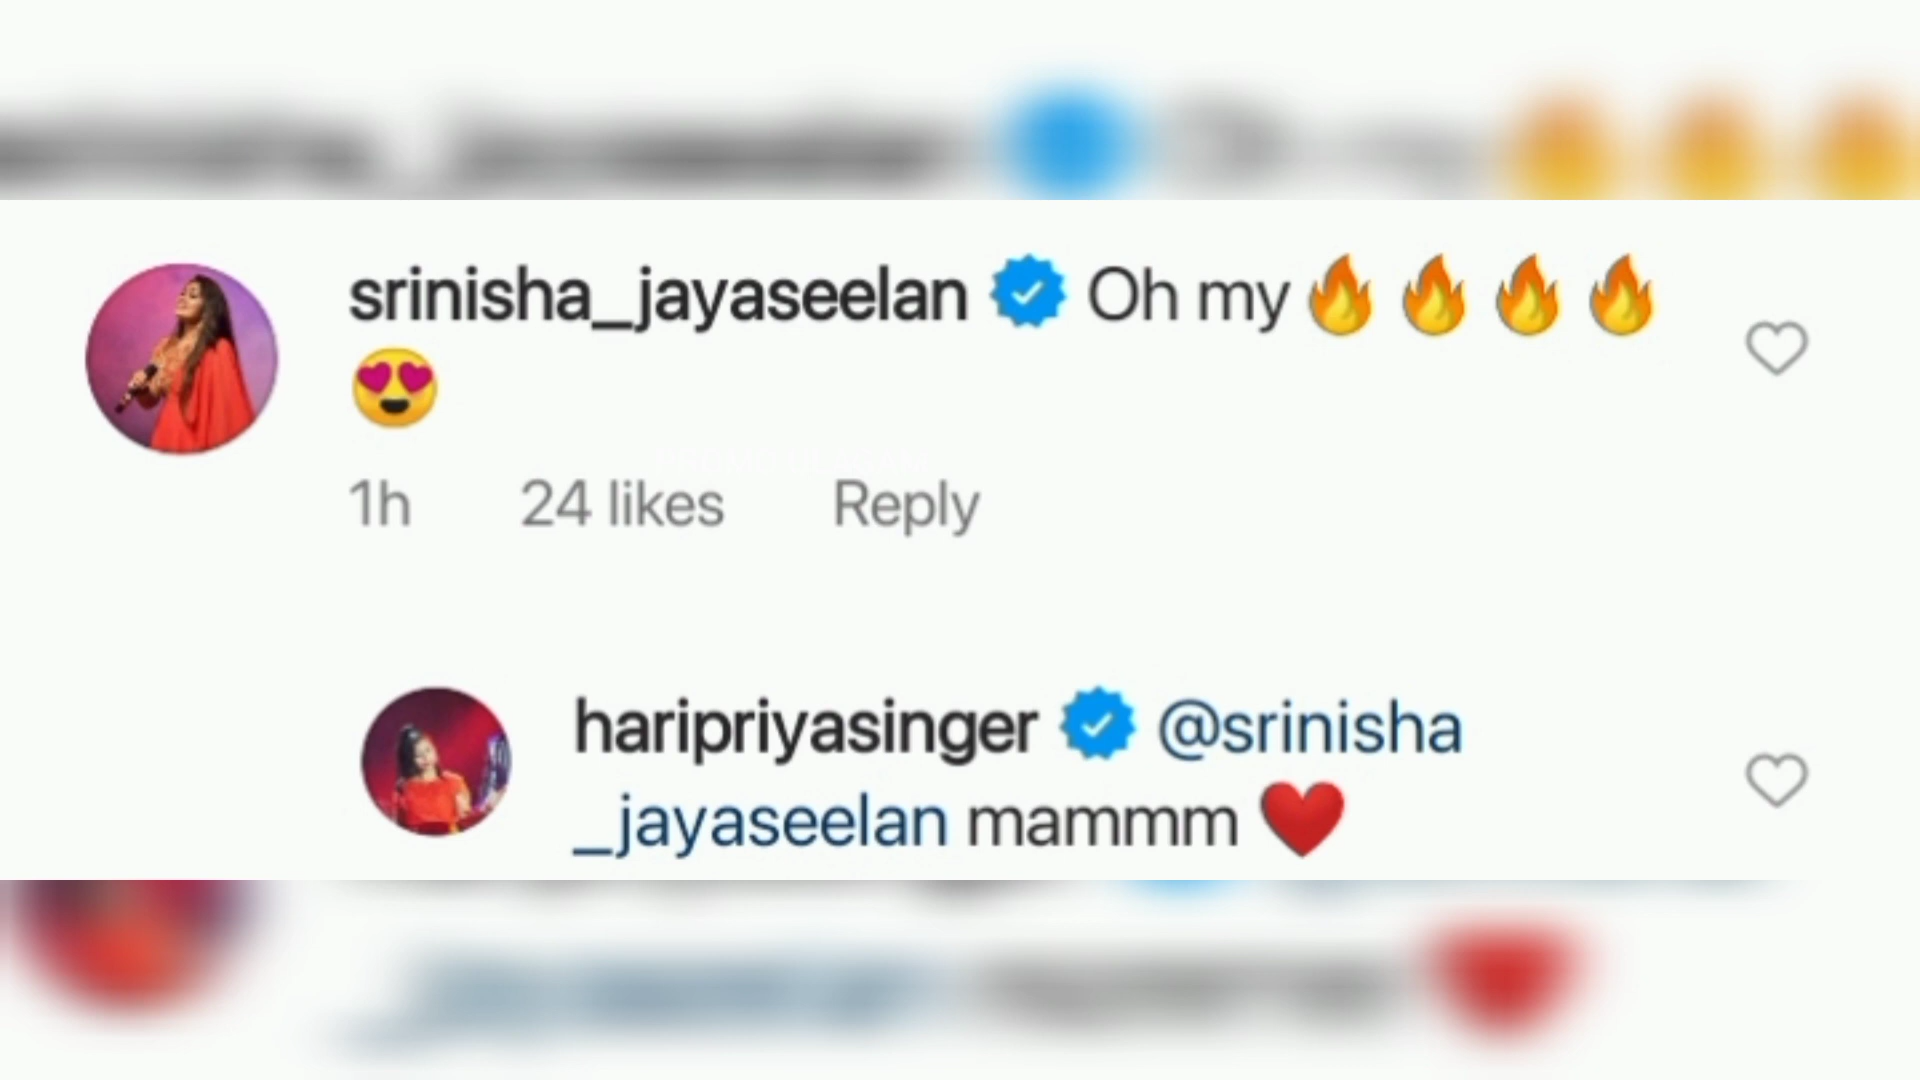 srinisha_jayaseelan Oh my🔥🔥🔥🔥
😍
1h 24 likes Reply
haripriyasinger @srinisha
_jayaseelan mammm ❤️